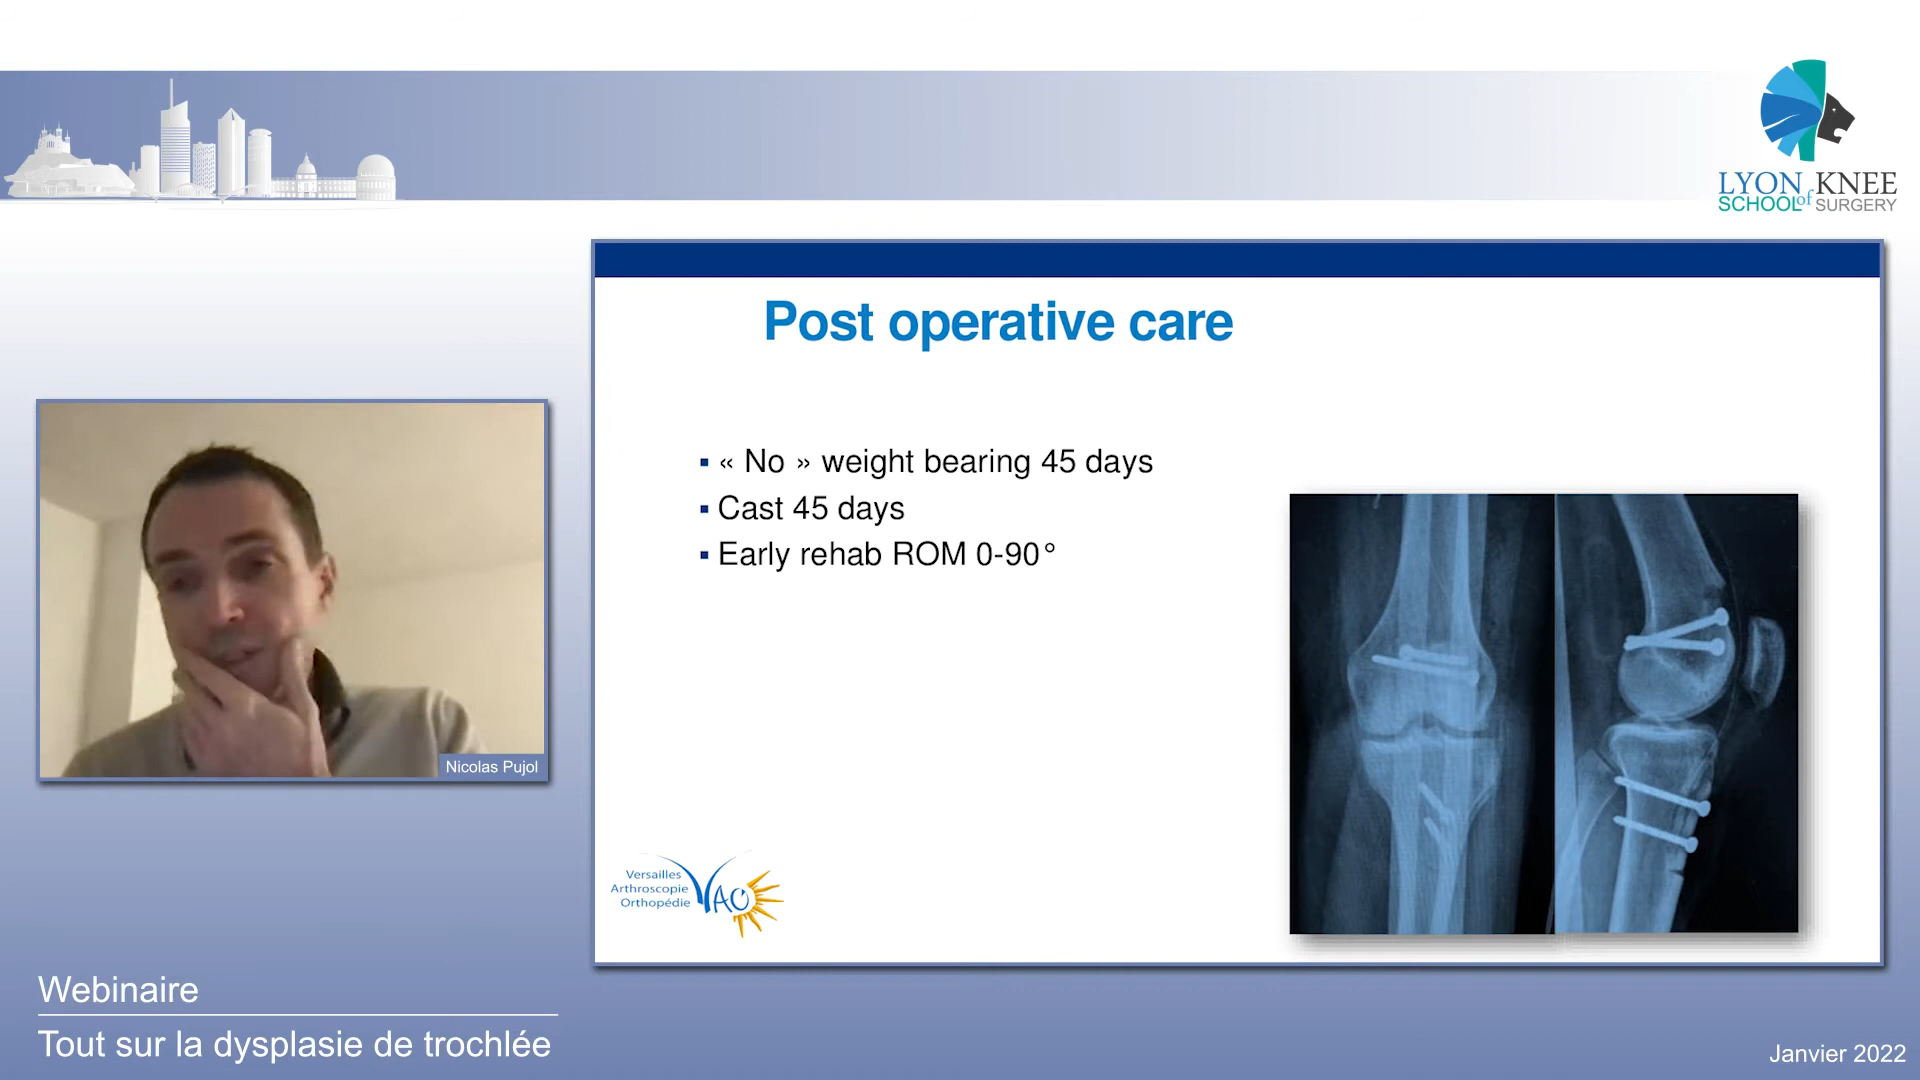 LYON KNEE
SCHOOL of SURGERY
Post operative care
▪ « No » weight bearing 45 days
▪ Cast 45 days
▪ Early rehab ROM 0-90°
Nicolas Pujol
Versailles
Arthroscopie
Orthopédie
VAO
Webinaire
Tout sur la dysplasie de trochlée
Janvier 2022